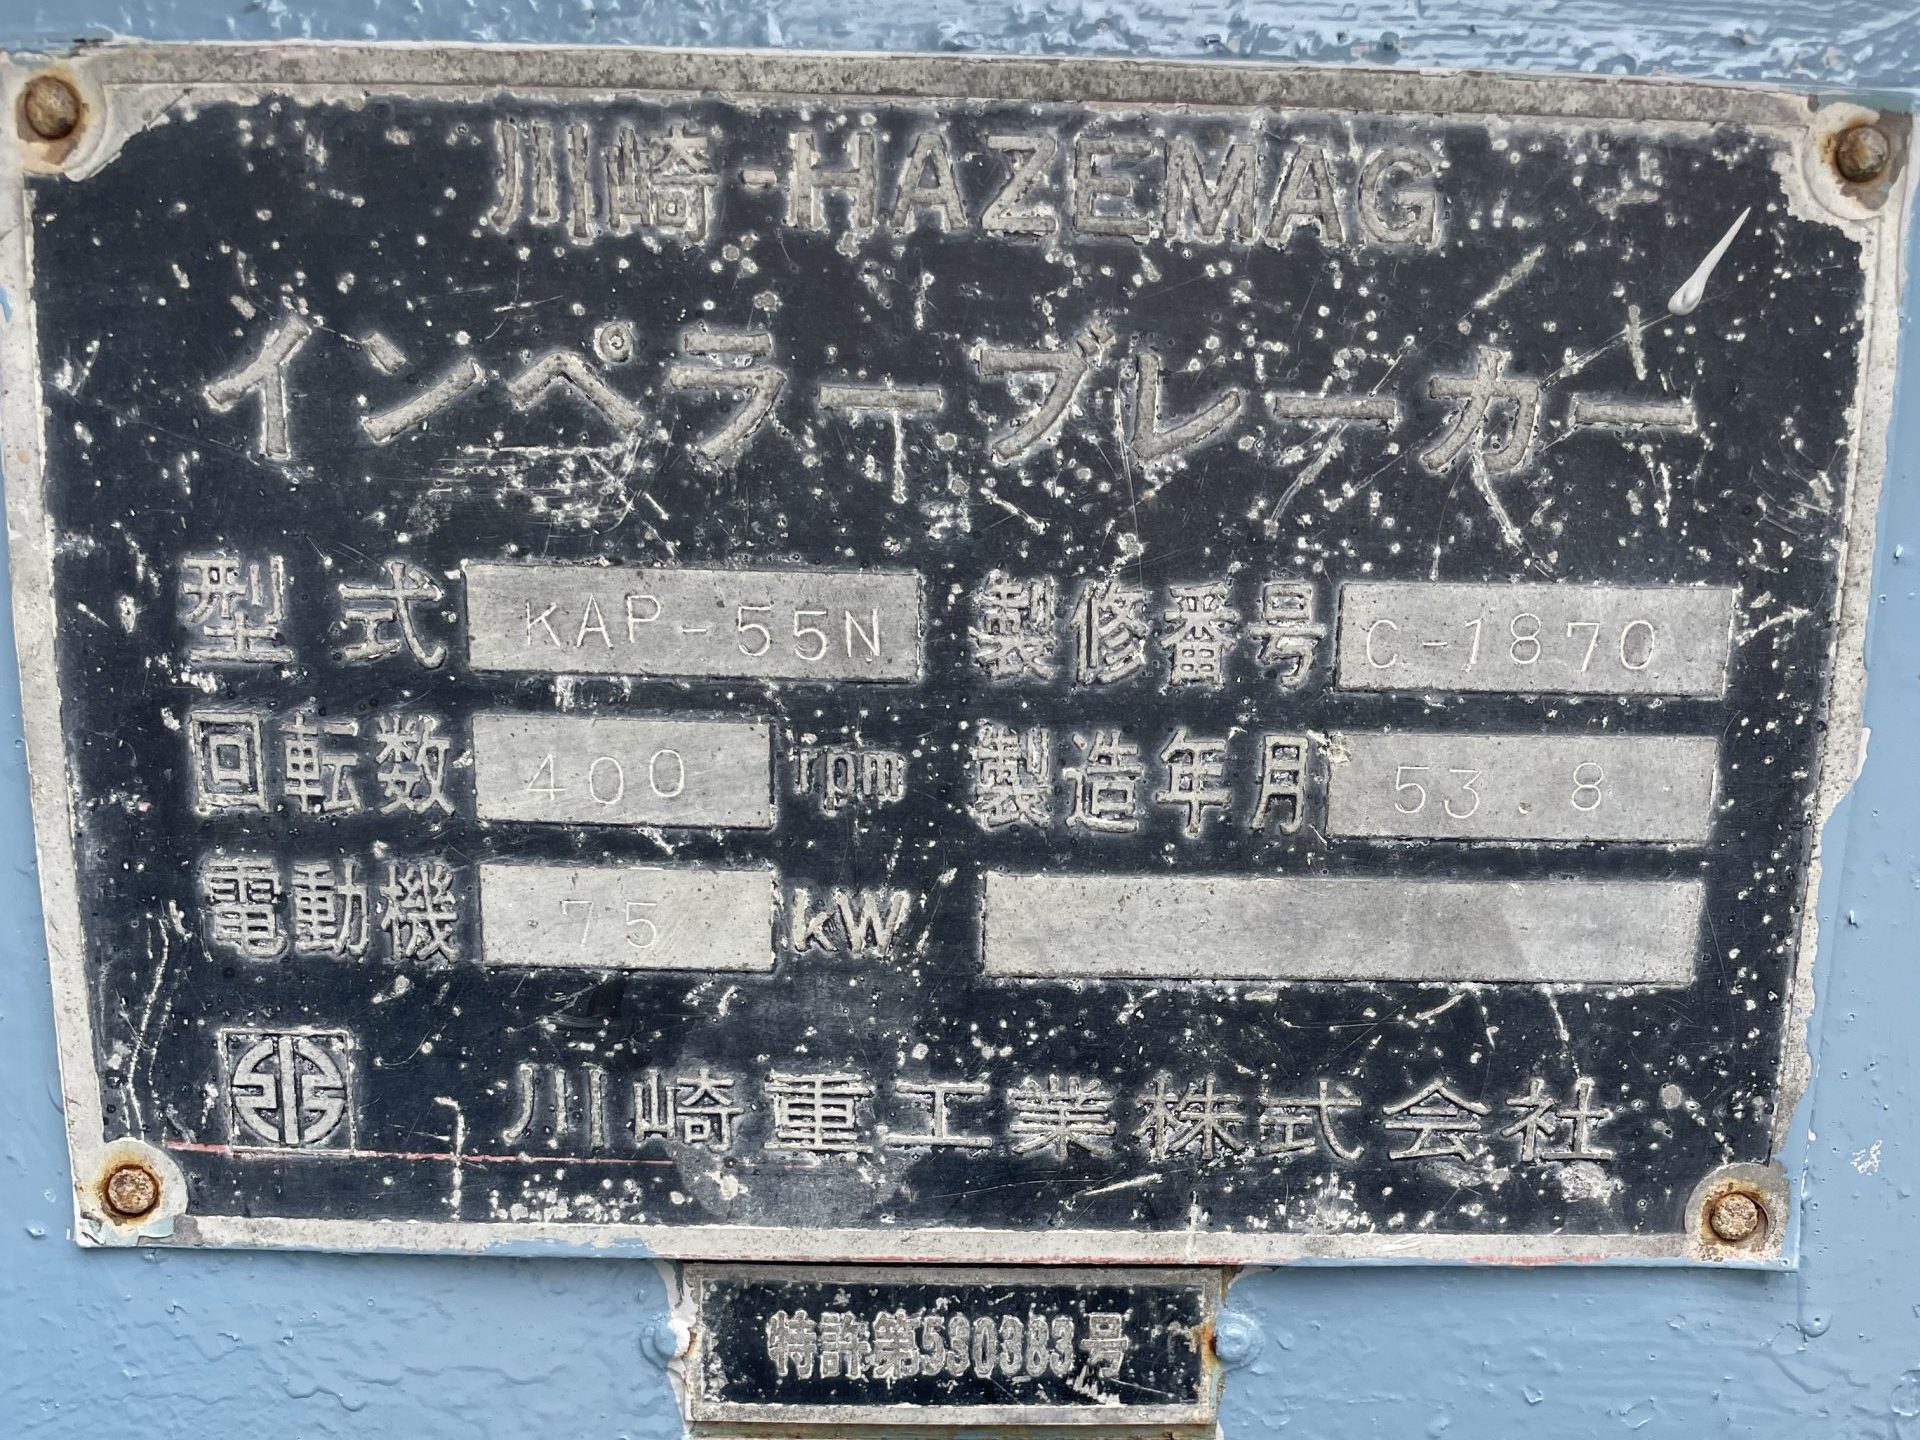 川崎-HAZEMAG
インペラーブレーカー
型式 KAP-55N 製修番号 C-1870
回転数 400 rpm 製造年月 53.8
電動機 75 kW
川崎重工業株式会社
特許第530383号